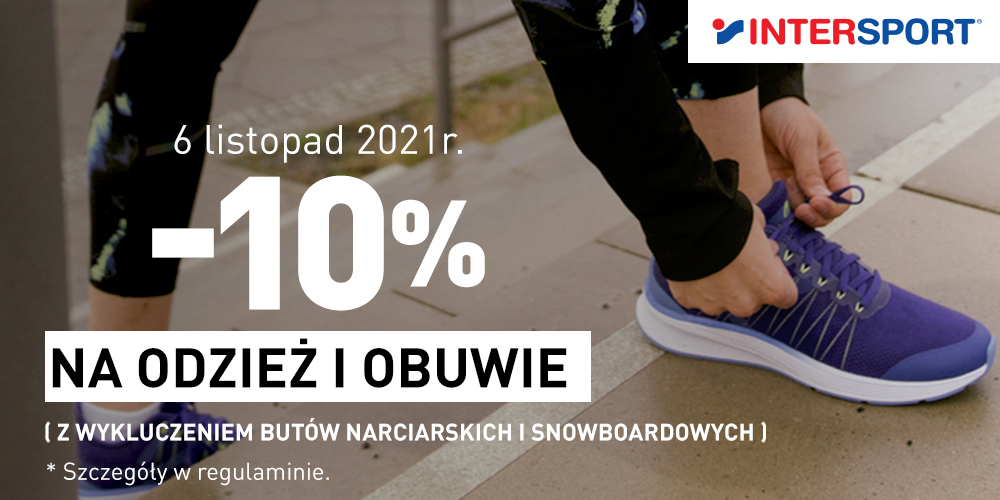 INTERSPORT®
6 listopad 2021r.
-10%
NA ODZIEŻ I OBUWIE
( Z WYKLUCZENIEM BUTÓW NARCIARSKICH I SNOWBOARDOWYCH )
* Szczegóły w regulaminie.